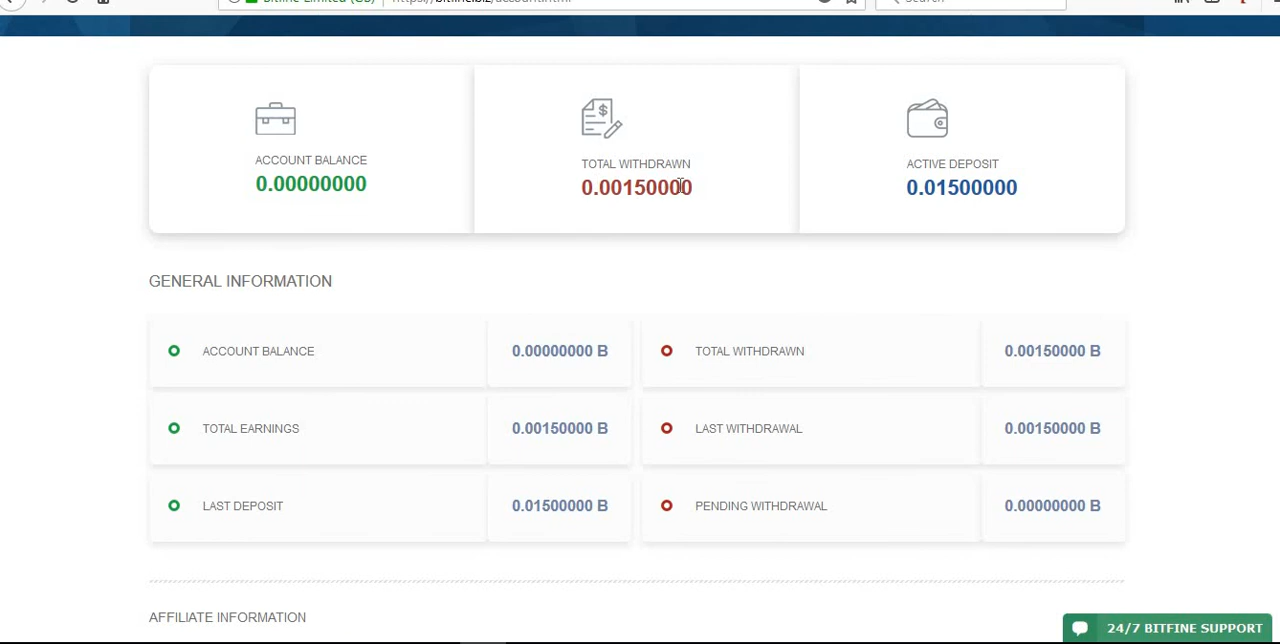 ACCOUNT BALANCE
0.00000000
TOTAL WITHDRAWN
0.00150000
ACTIVE DEPOSIT
0.01500000
GENERAL INFORMATION
ACCOUNT BALANCE 0.00000000 B TOTAL WITHDRAWN 0.00150000 B
TOTAL EARNINGS 0.00150000 B LAST WITHDRAWAL 0.00150000 B
LAST DEPOSIT 0.01500000 B PENDING WITHDRAWAL 0.00000000 B
AFFILIATE INFORMATION
24/7 BITFINE SUPPORT